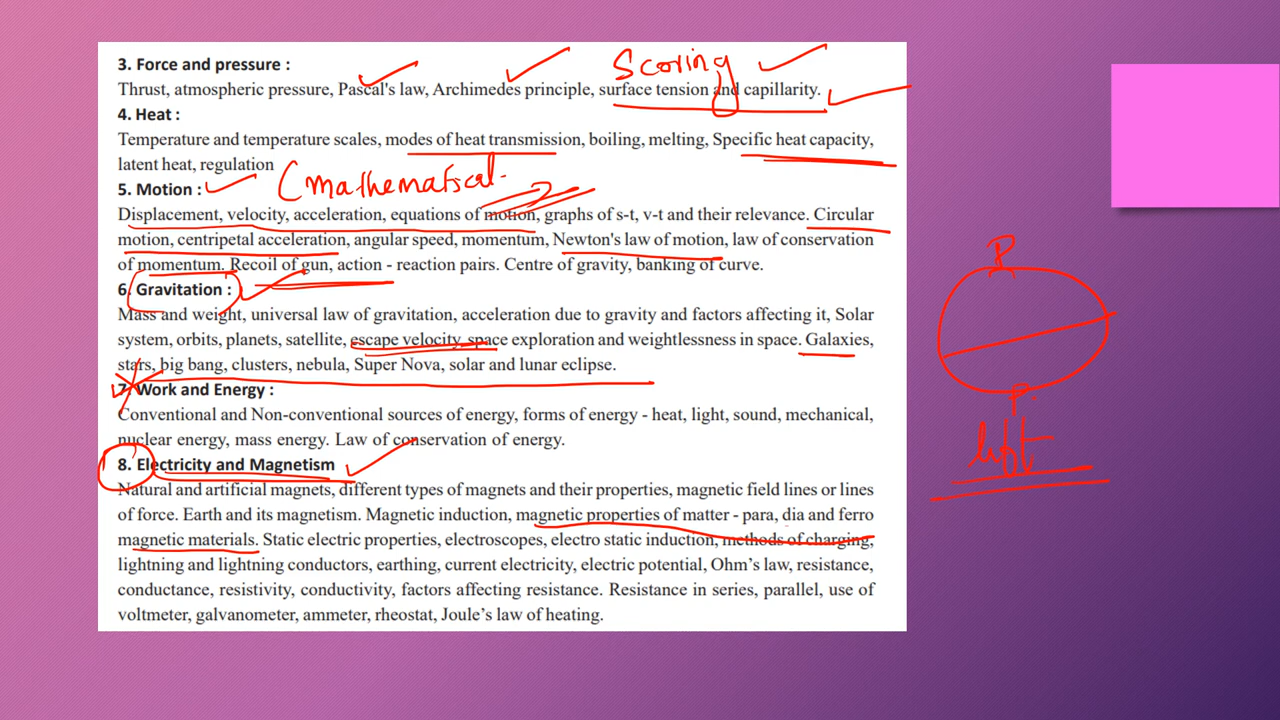 3. Force and pressure :
Scoring
Thrust, atmospheric pressure, Pascal's law, Archimedes principle, surface tension and capillarity.
4. Heat :
Temperature and temperature scales, modes of heat transmission, boiling, melting, Specific heat capacity,
latent heat, regulation
(mathematical
5. Motion :
Displacement, velocity, acceleration, equations of motion, graphs of s-t, v-t and their relevance. Circular
motion, centripetal acceleration, angular speed, momentum, Newton's law of motion, law of conservation
of momentum. Recoil of gun, action - reaction pairs. Centre of gravity, banking of curve.
6. Gravitation :
Mass and weight, universal law of gravitation, acceleration due to gravity and factors affecting it, Solar
system, orbits, planets, satellite, escape velocity, space exploration and weightlessness in space. Galaxies,
stars, big bang, clusters, nebula, Super Nova, solar and lunar eclipse.
7. Work and Energy :
Conventional and Non-conventional sources of energy, forms of energy - heat, light, sound, mechanical,
nuclear energy, mass energy. Law of conservation of energy.
8. Electricity and Magnetism
Natural and artificial magnets, different types of magnets and their properties, magnetic field lines or lines
of force. Earth and its magnetism. Magnetic induction, magnetic properties of matter - para, dia and ferro
magnetic materials. Static electric properties, electroscopes, electro static induction, methods of charging,
lightning and lightning conductors, earthing, current electricity, electric potential, Ohm's law, resistance,
conductance, resistivity, conductivity, factors affecting resistance. Resistance in series, parallel, use of
voltmeter, galvanometer, ammeter, rheostat, Joule's law of heating.
P
P
lift